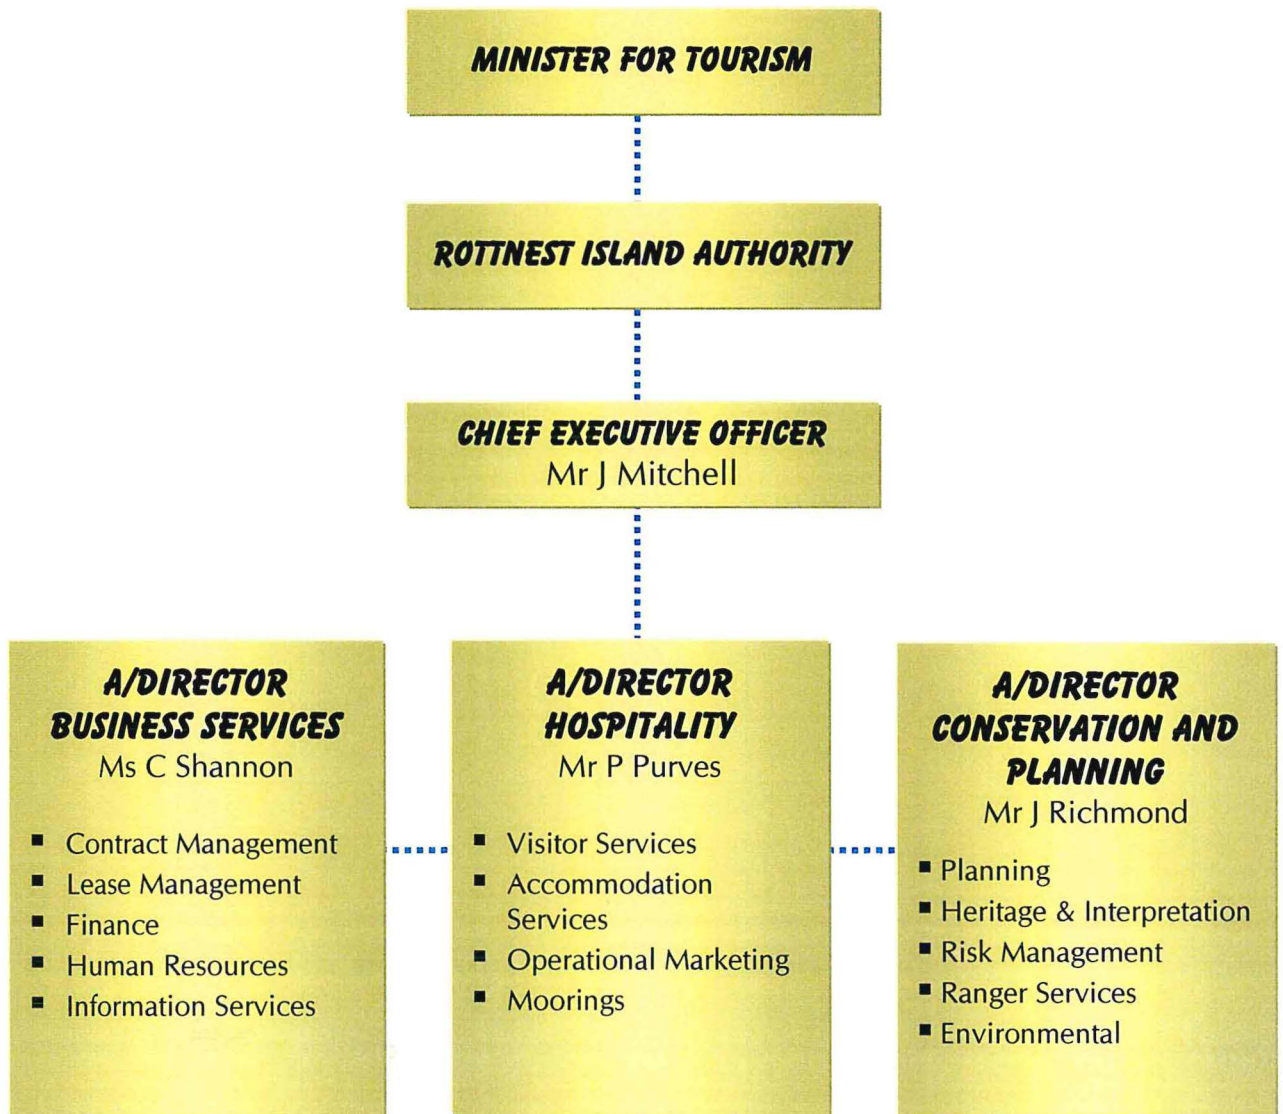 MINISTER FOR TOURISM
ROTTNEST ISLAND AUTHORITY
CHIEF EXECUTIVE OFFICER
Mr J Mitchell
A/DIRECTOR
BUSINESS SERVICES
Ms C Shannon
▪ Contract Management
▪ Lease Management
▪ Finance
▪ Human Resources
▪ Information Services
A/DIRECTOR
HOSPITALITY
Mr P Purves
▪ Visitor Services
▪ Accommodation
Services
▪ Operational Marketing
▪ Moorings
A/DIRECTOR
CONSERVATION AND
PLANNING
Mr J Richmond
▪ Planning
▪ Heritage & Interpretation
▪ Risk Management
▪ Ranger Services
▪ Environmental